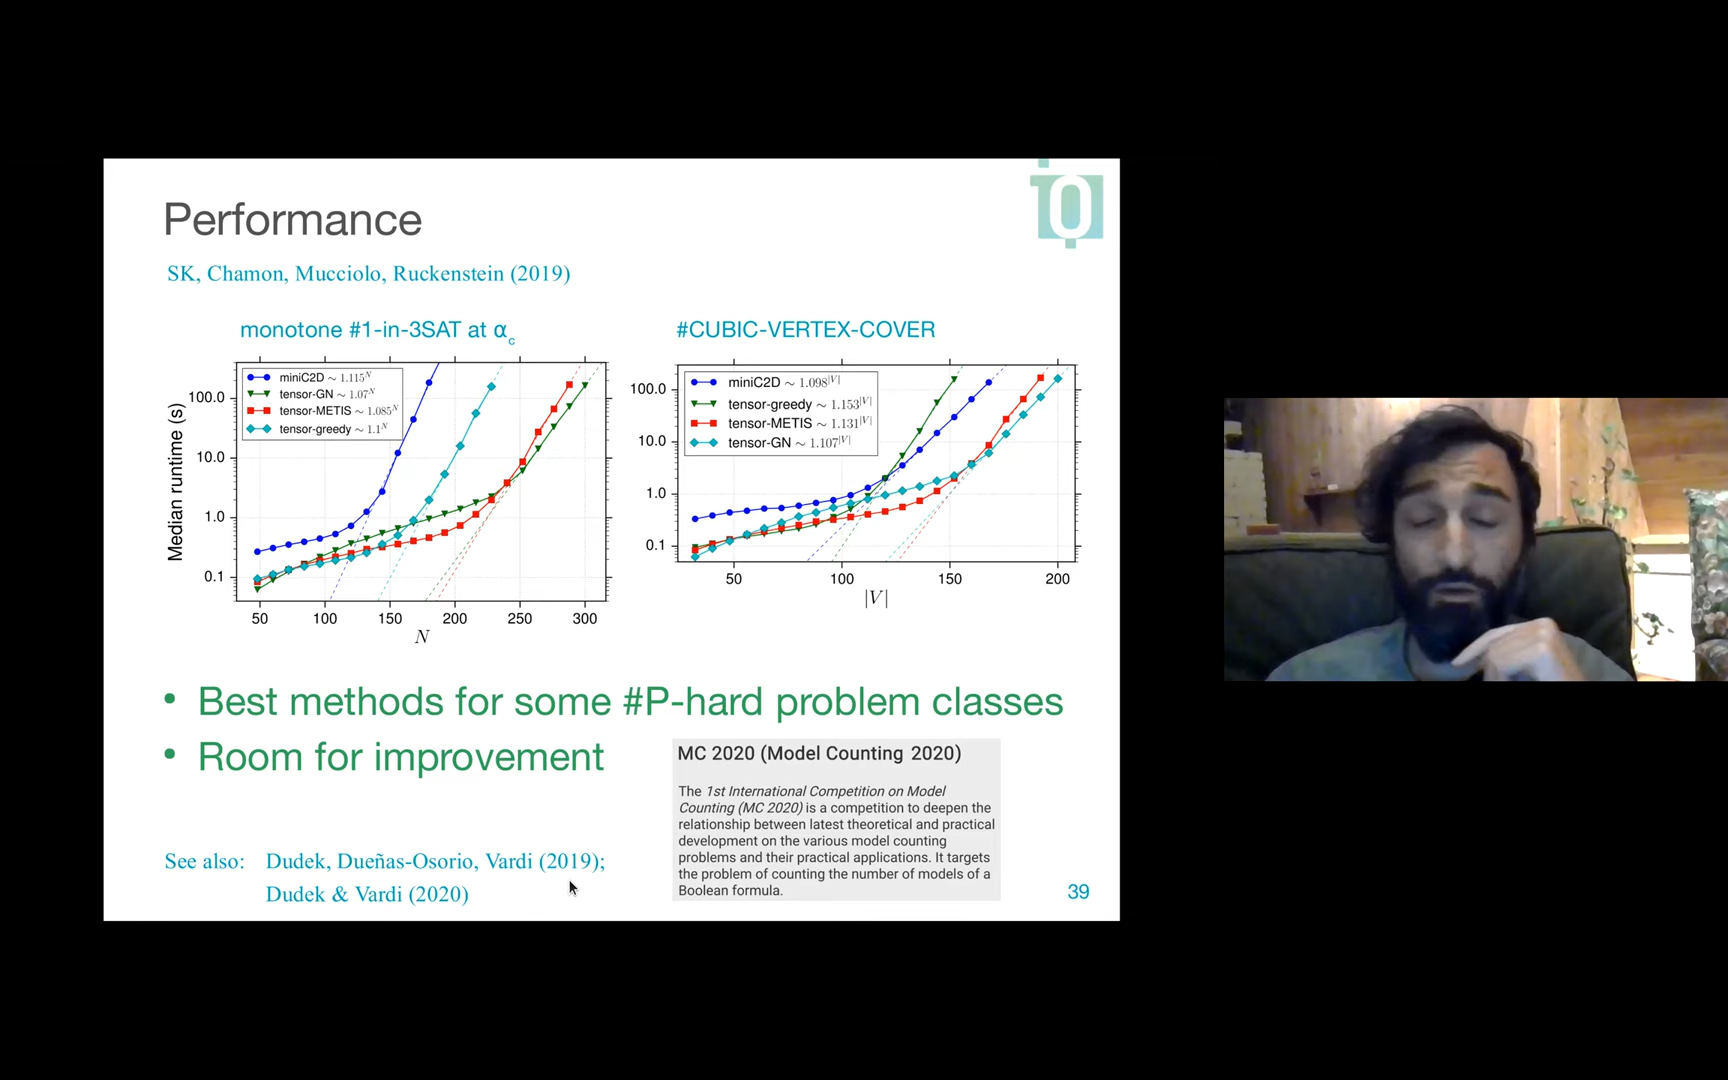 Performance
SK, Chamon, Mucciolo, Ruckenstein (2019)
monotone #1-in-3SAT at αc
miniC2D ~ 1.115^N
tensor-GN ~ 1.07^N
tensor-METIS ~ 1.085^N
tensor-greedy ~ 1.1^N
Median runtime (s)
100.0
10.0
1.0
0.1
50 100 150 200 250 300
N
#CUBIC-VERTEX-COVER
miniC2D ~ 1.098^|V|
tensor-greedy ~ 1.153^|V|
tensor-METIS ~ 1.131^|V|
tensor-GN ~ 1.107^|V|
100.0
10.0
1.0
0.1
50 100 150 200
|V|
• Best methods for some #P-hard problem classes
• Room for improvement
MC 2020 (Model Counting 2020)
The 1st International Competition on Model
Counting (MC 2020) is a competition to deepen the
relationship between latest theoretical and practical
development on the various model counting
problems and their practical applications. It targets
the problem of counting the number of models of a
Boolean formula.
See also: Dudek, Dueñas-Osorio, Vardi (2019);
Dudek & Vardi (2020)
39